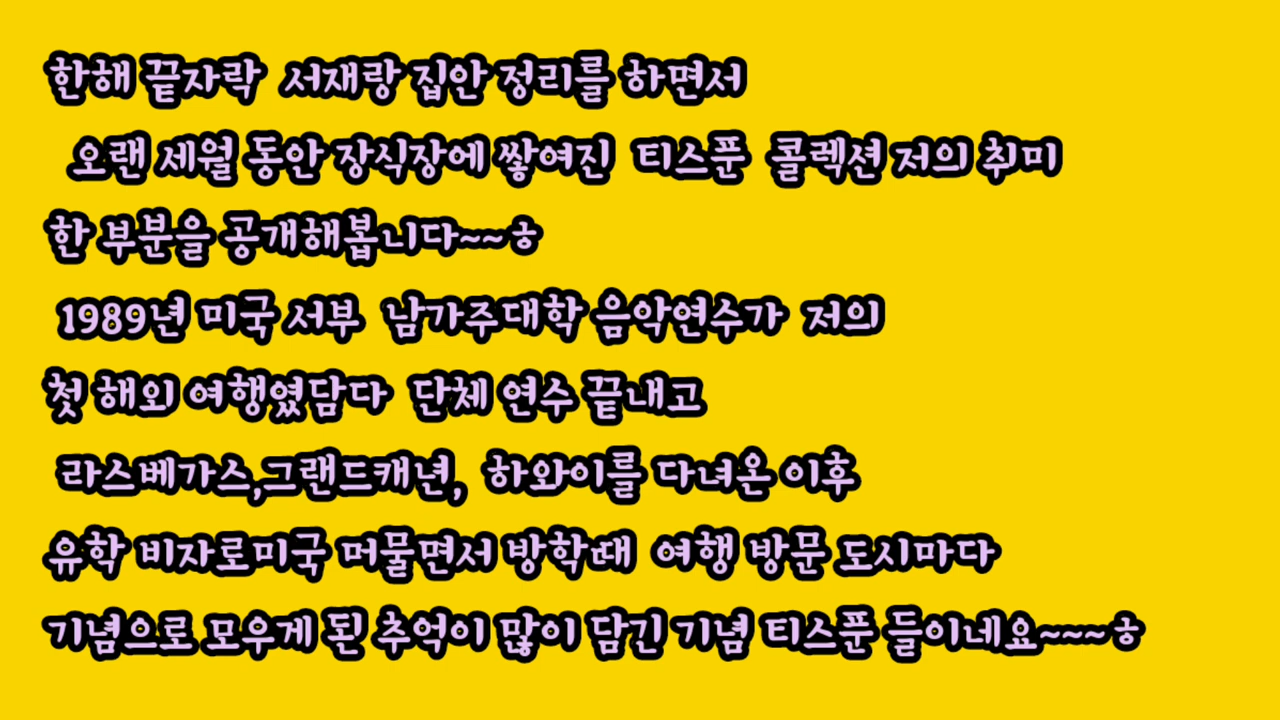 한해 끝자락 서재랑 집안 정리를 하면서
오랜 세월 동안 장식장에 쌓여진 티스푼 콜렉션 저의 취미
한 부분을 공개해봅니다~~ㅎ
1989년 미국 서부 남가주대학 음악연수가 저의
첫 해외 여행였담다 단체 연수 끝내고
라스베가스,그랜드캐년, 하와이를 다녀온 이후
유학 비자로미국 머물면서 방학때 여행 방문 도시마다
기념으로 모우게 된 추억이 많이 담긴 기념 티스푼 들이네요~~~ㅎ